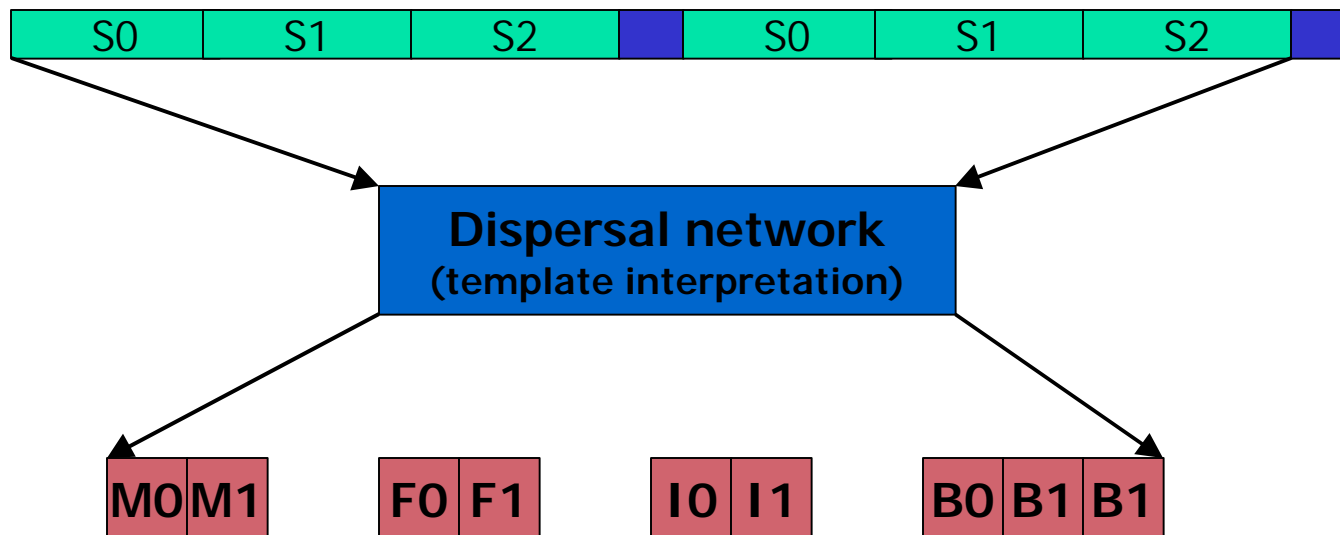 S0 S1 S2 S0 S1 S2
Dispersal network
(template interpretation)
M0 M1 F0 F1 I0 I1 B0 B1 B1